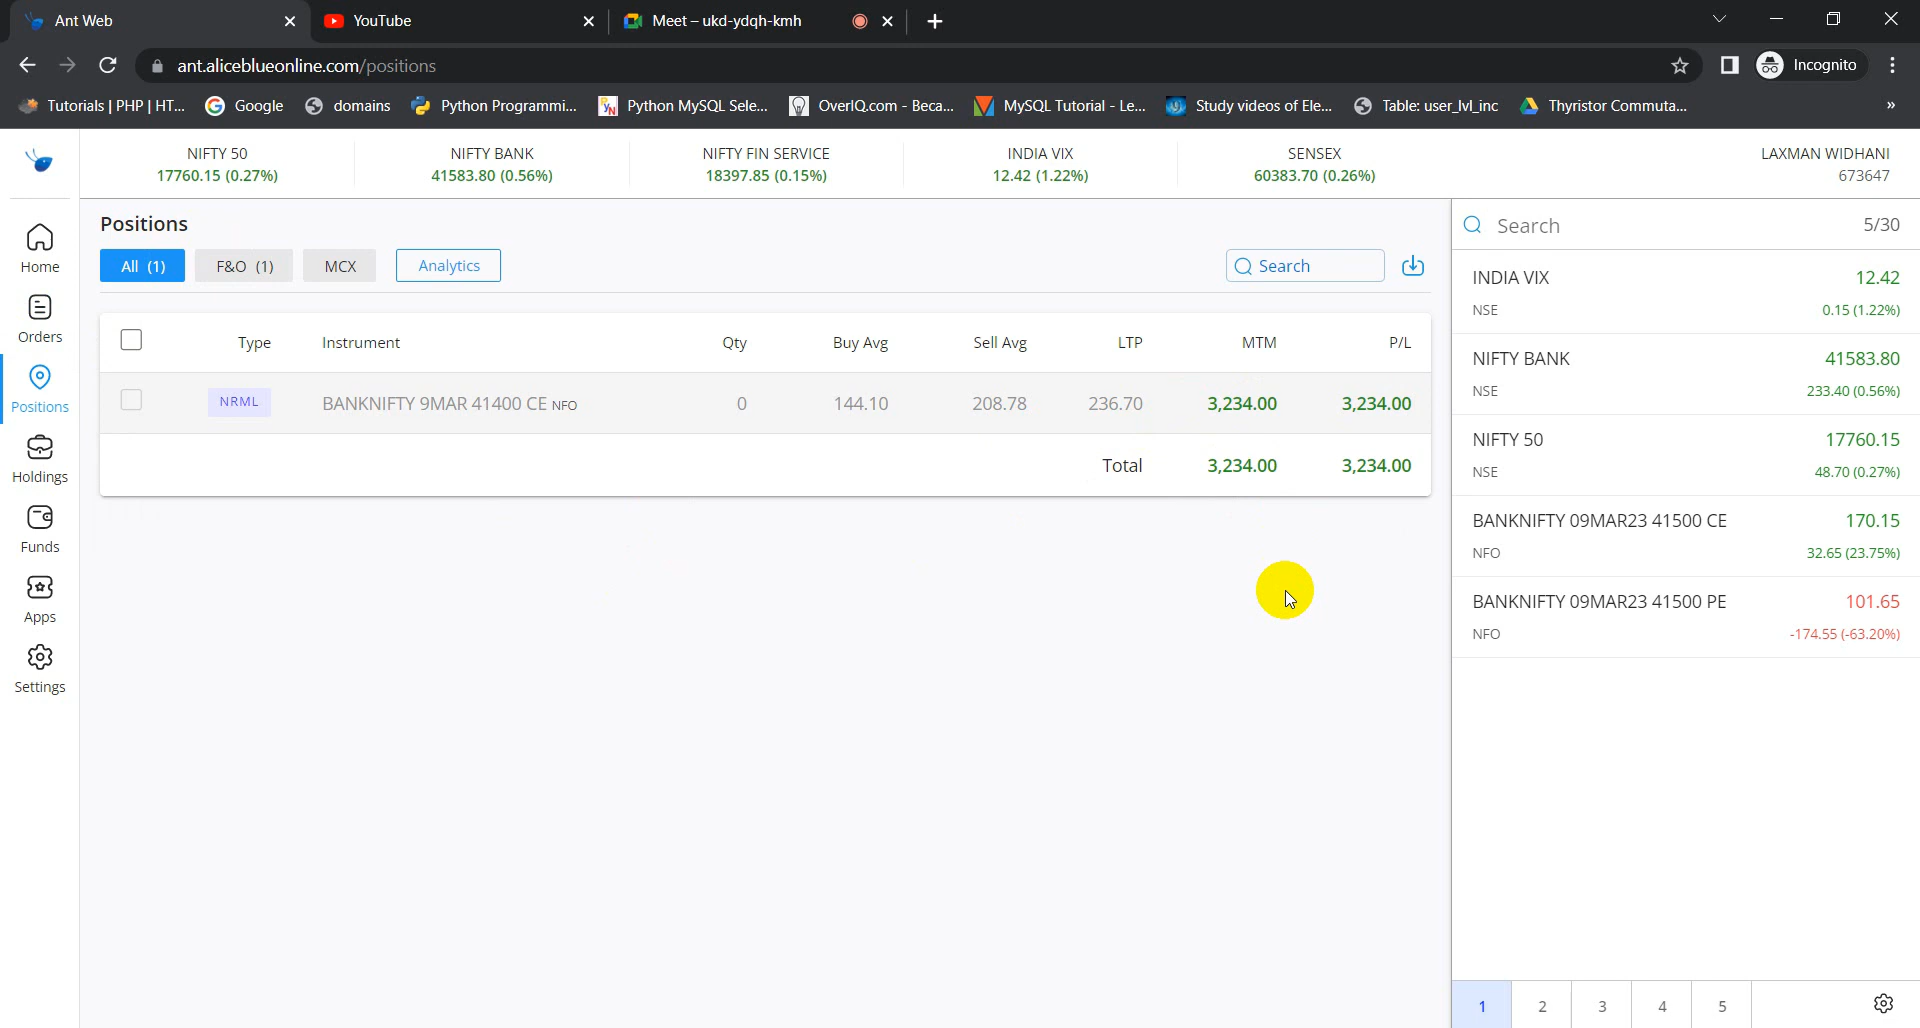 Ant Web
YouTube
Meet – ukd-ydqh-kmh
ant.aliceblueonline.com/positions
Incognito
Tutorials | PHP | HT...
Google
domains
Python Programmi...
Python MySQL Sele...
OverIQ.com - Beca...
MySQL Tutorial - Le...
Study videos of Ele...
Table: user_lvl_inc
Thyristor Commuta...
»
NIFTY 50
17760.15 (0.27%)
NIFTY BANK
41583.80 (0.56%)
NIFTY FIN SERVICE
18397.85 (0.15%)
INDIA VIX
12.42 (1.22%)
SENSEX
60383.70 (0.26%)
LAXMAN WIDHANI
673647
Home
Orders
Positions
Holdings
Funds
Apps
Settings
Positions
All (1) F&O (1) MCX Analytics
Search
Type Instrument Qty Buy Avg Sell Avg LTP MTM P/L
NRML BANKNIFTY 9MAR 41400 CE NFO 0 144.10 208.78 236.70 3,234.00 3,234.00
Total 3,234.00 3,234.00
Search 5/30
INDIA VIX 12.42
NSE 0.15 (1.22%)
NIFTY BANK 41583.80
NSE 233.40 (0.56%)
NIFTY 50 17760.15
NSE 48.70 (0.27%)
BANKNIFTY 09MAR23 41500 CE 170.15
NFO 32.65 (23.75%)
BANKNIFTY 09MAR23 41500 PE 101.65
NFO -174.55 (-63.20%)
1 2 3 4 5